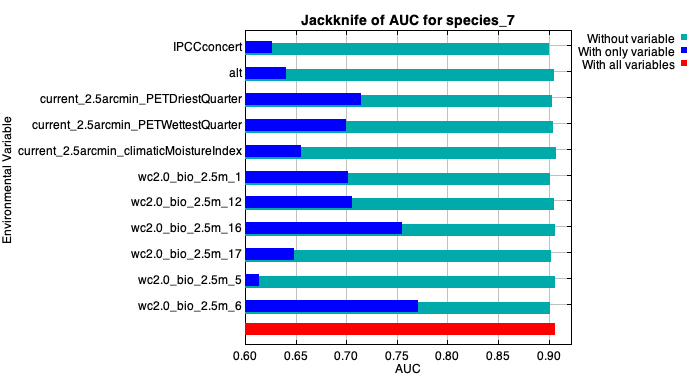 Jackknife of AUC for species_7
Without variable
With only variable
With all variables
Environmental Variable
IPCCconcert
alt
current_2.5arcmin_PETDriestQuarter
current_2.5arcmin_PETWettestQuarter
current_2.5arcmin_climaticMoistureIndex
wc2.0_bio_2.5m_1
wc2.0_bio_2.5m_12
wc2.0_bio_2.5m_16
wc2.0_bio_2.5m_17
wc2.0_bio_2.5m_5
wc2.0_bio_2.5m_6
0.60 0.65 0.70 0.75 0.80 0.85 0.90
AUC